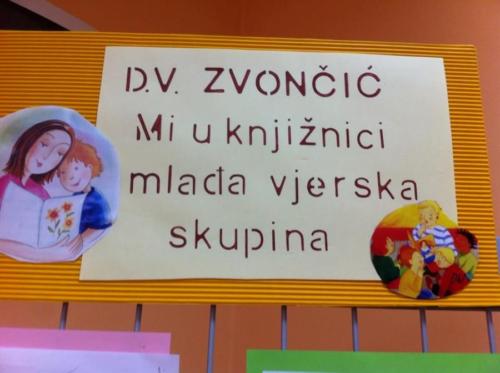 D.V. ZVONČIĆ
Mi u knjižnici
mlađa vjerska
skupina